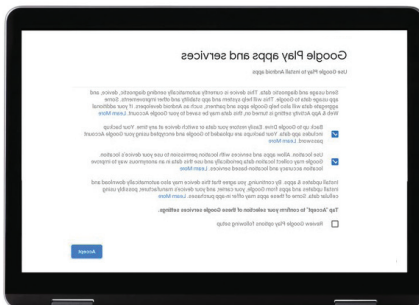 Google Play apps and services
Use Google Play to install Android apps
Send usage and diagnostic data. This device is currently automatically sending diagnostic, device, and
app usage data to Google. This will help system and app stability and other improvements. Some
aggregate data will also help Google apps and partners, such as Android developers. If your additional
Web & App Activity setting is turned on, this data may be saved to your Google Account. Learn More
Back up to Google Drive. Easily restore your data or switch device at any time. Your backup
includes app data. Your backups are uploaded to Google and encrypted using your Google Account
password. Learn More
Use location. Allow apps and services with location permission to use your device's location.
Google may collect location data periodically and use this data in an anonymous way to improve
location accuracy and location-based services. Learn More
Install updates & apps. By continuing, you agree that this device may also automatically download and
install updates and apps from Google, your carrier, and your device's manufacturer, possibly using
cellular data. Some of these apps may offer in-app purchases. Learn More
Tap "Accept" to confirm your selection of these Google services settings.
Review Google Play options following setup
Accept